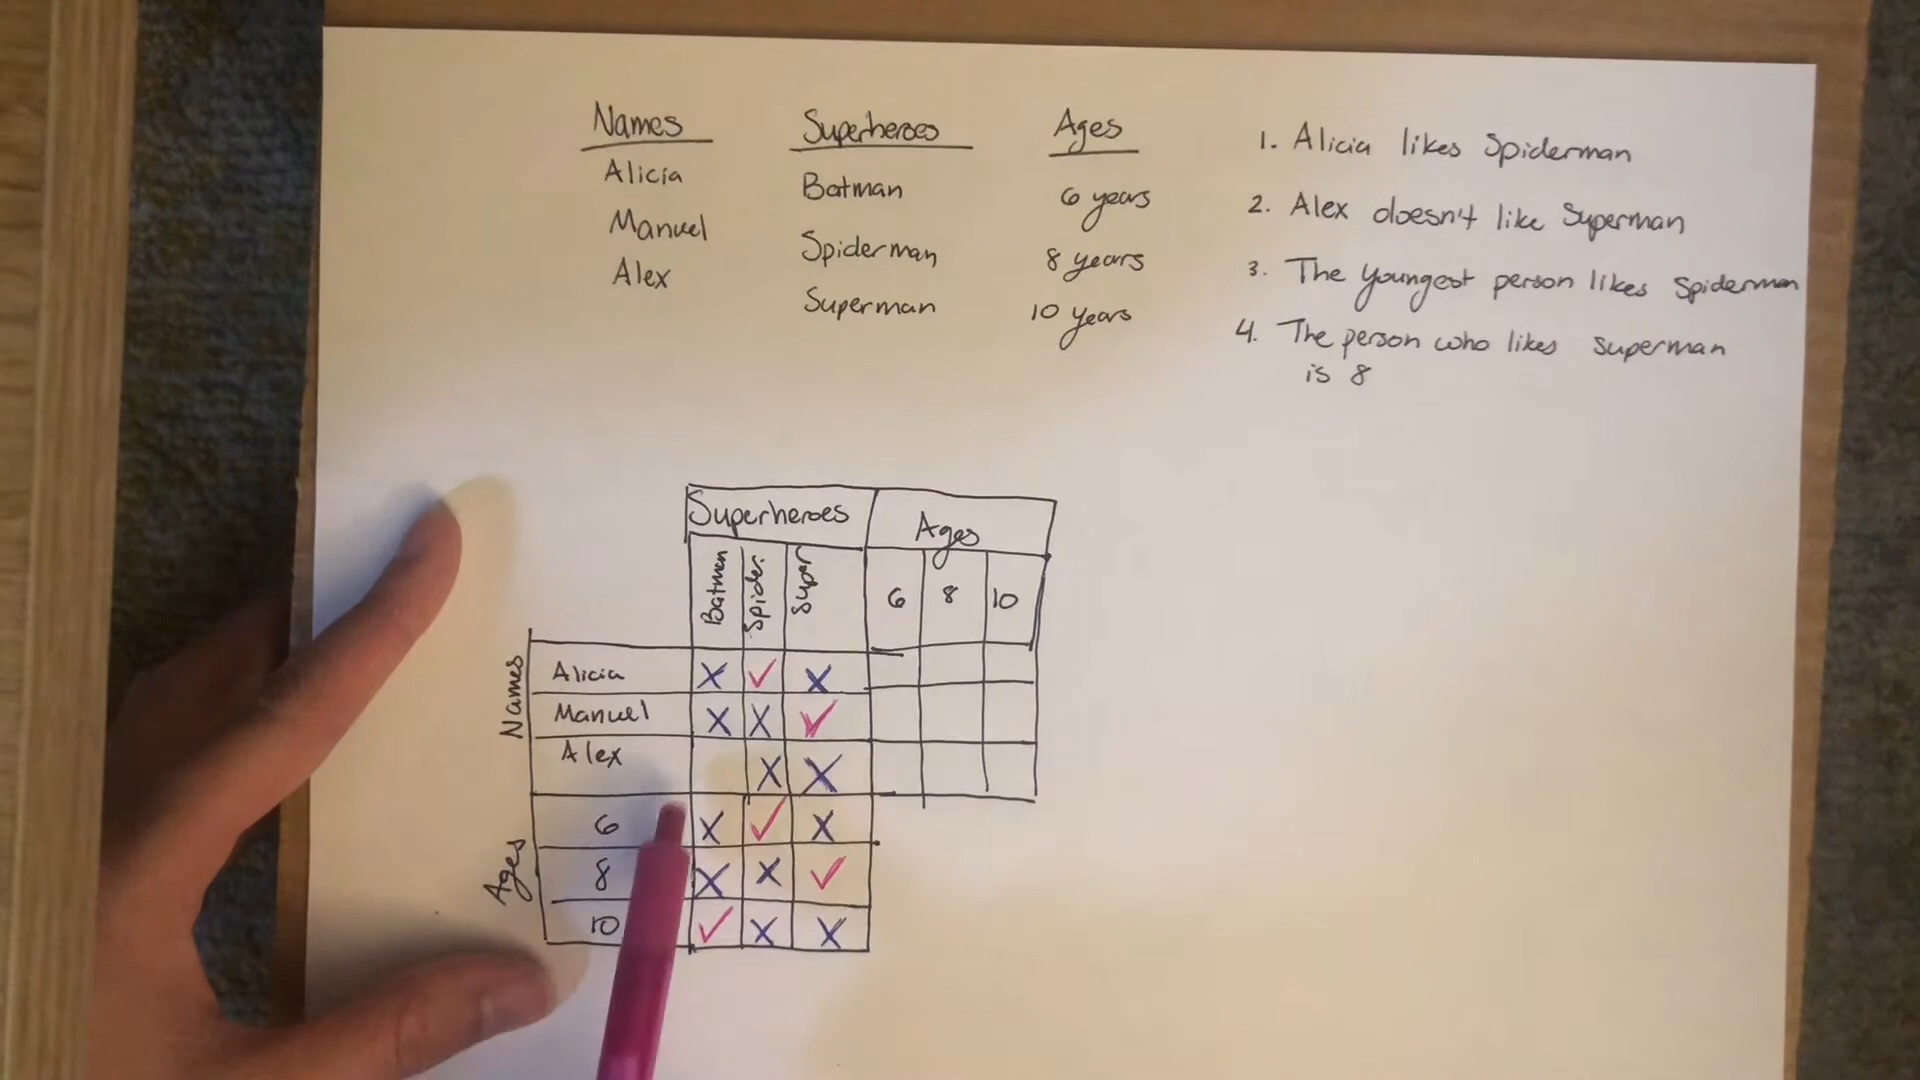 Names
Alicia
Manuel
Alex
Superheroes
Batman
Spiderman
Superman
Ages
6 years
8 years
10 years
1. Alicia likes Spiderman
2. Alex doesn't like Superman
3. The youngest person likes Spiderman
4. The person who likes superman
is 8
Superheroes Ages
Batman Spider. Super 6 8 10
Names
Alicia X ✓ X
Manuel X X ✓
Alex X X
Ages
6 X ✓ X
8 X X ✓
10 ✓ X X